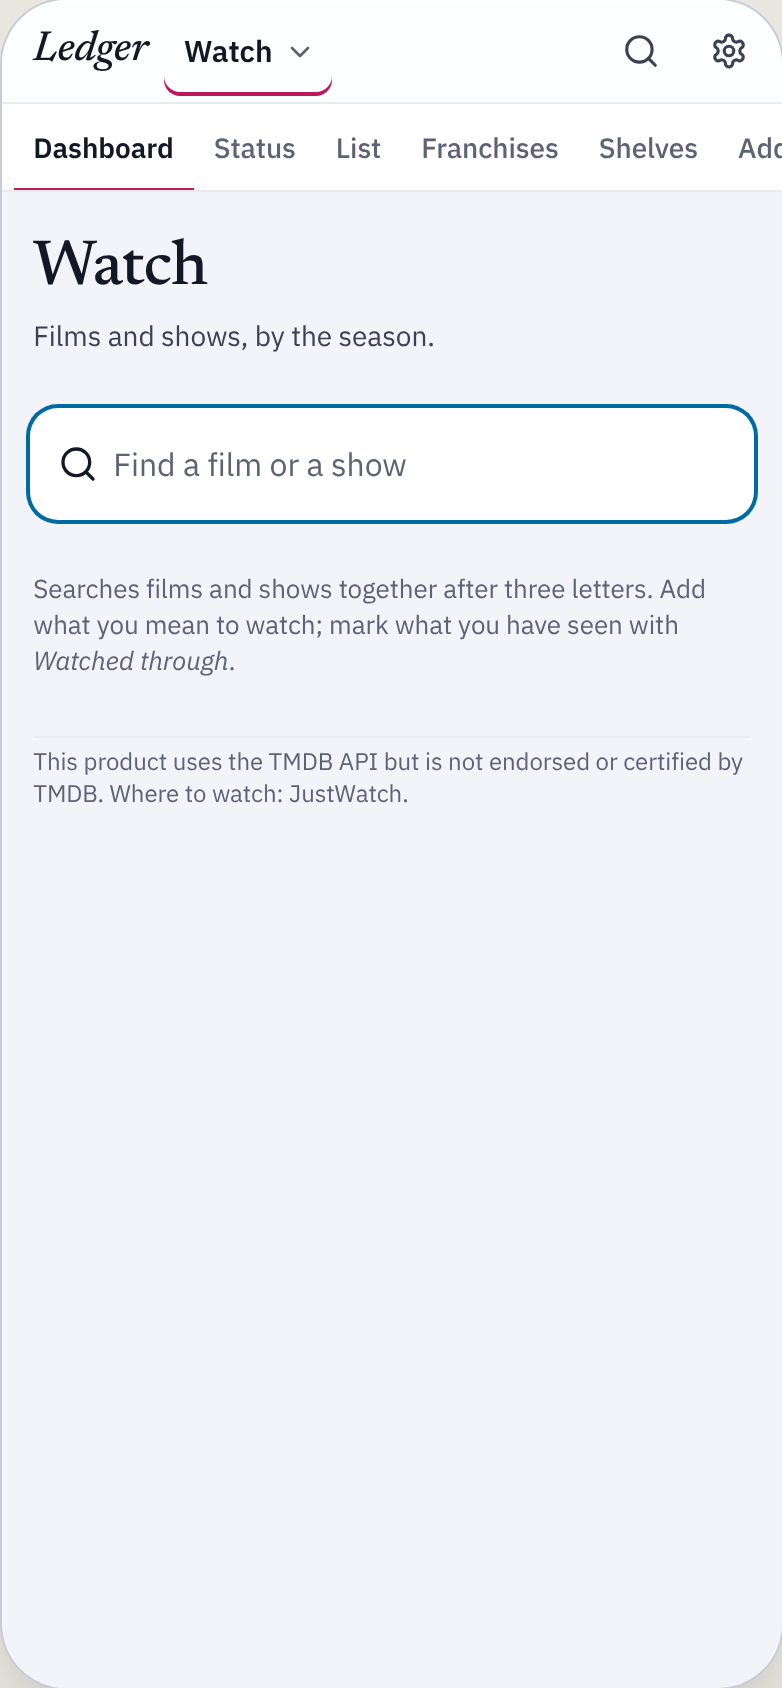 Ledger Watch
Dashboard Status List Franchises Shelves
Watch
Films and shows, by the season.
Find a film or a show
Searches films and shows together after three letters. Add
what you mean to watch; mark what you have seen with
Watched through.
This product uses the TMDB API but is not endorsed or certified by
TMDB. Where to watch: JustWatch.